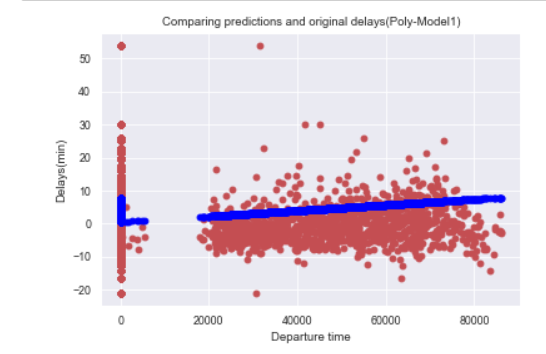 Comparing predictions and original delays(Poly-Model1)
Delays(min)
50
40
30
20
10
0
−10
−20
0 20000 40000 60000 80000
Departure time